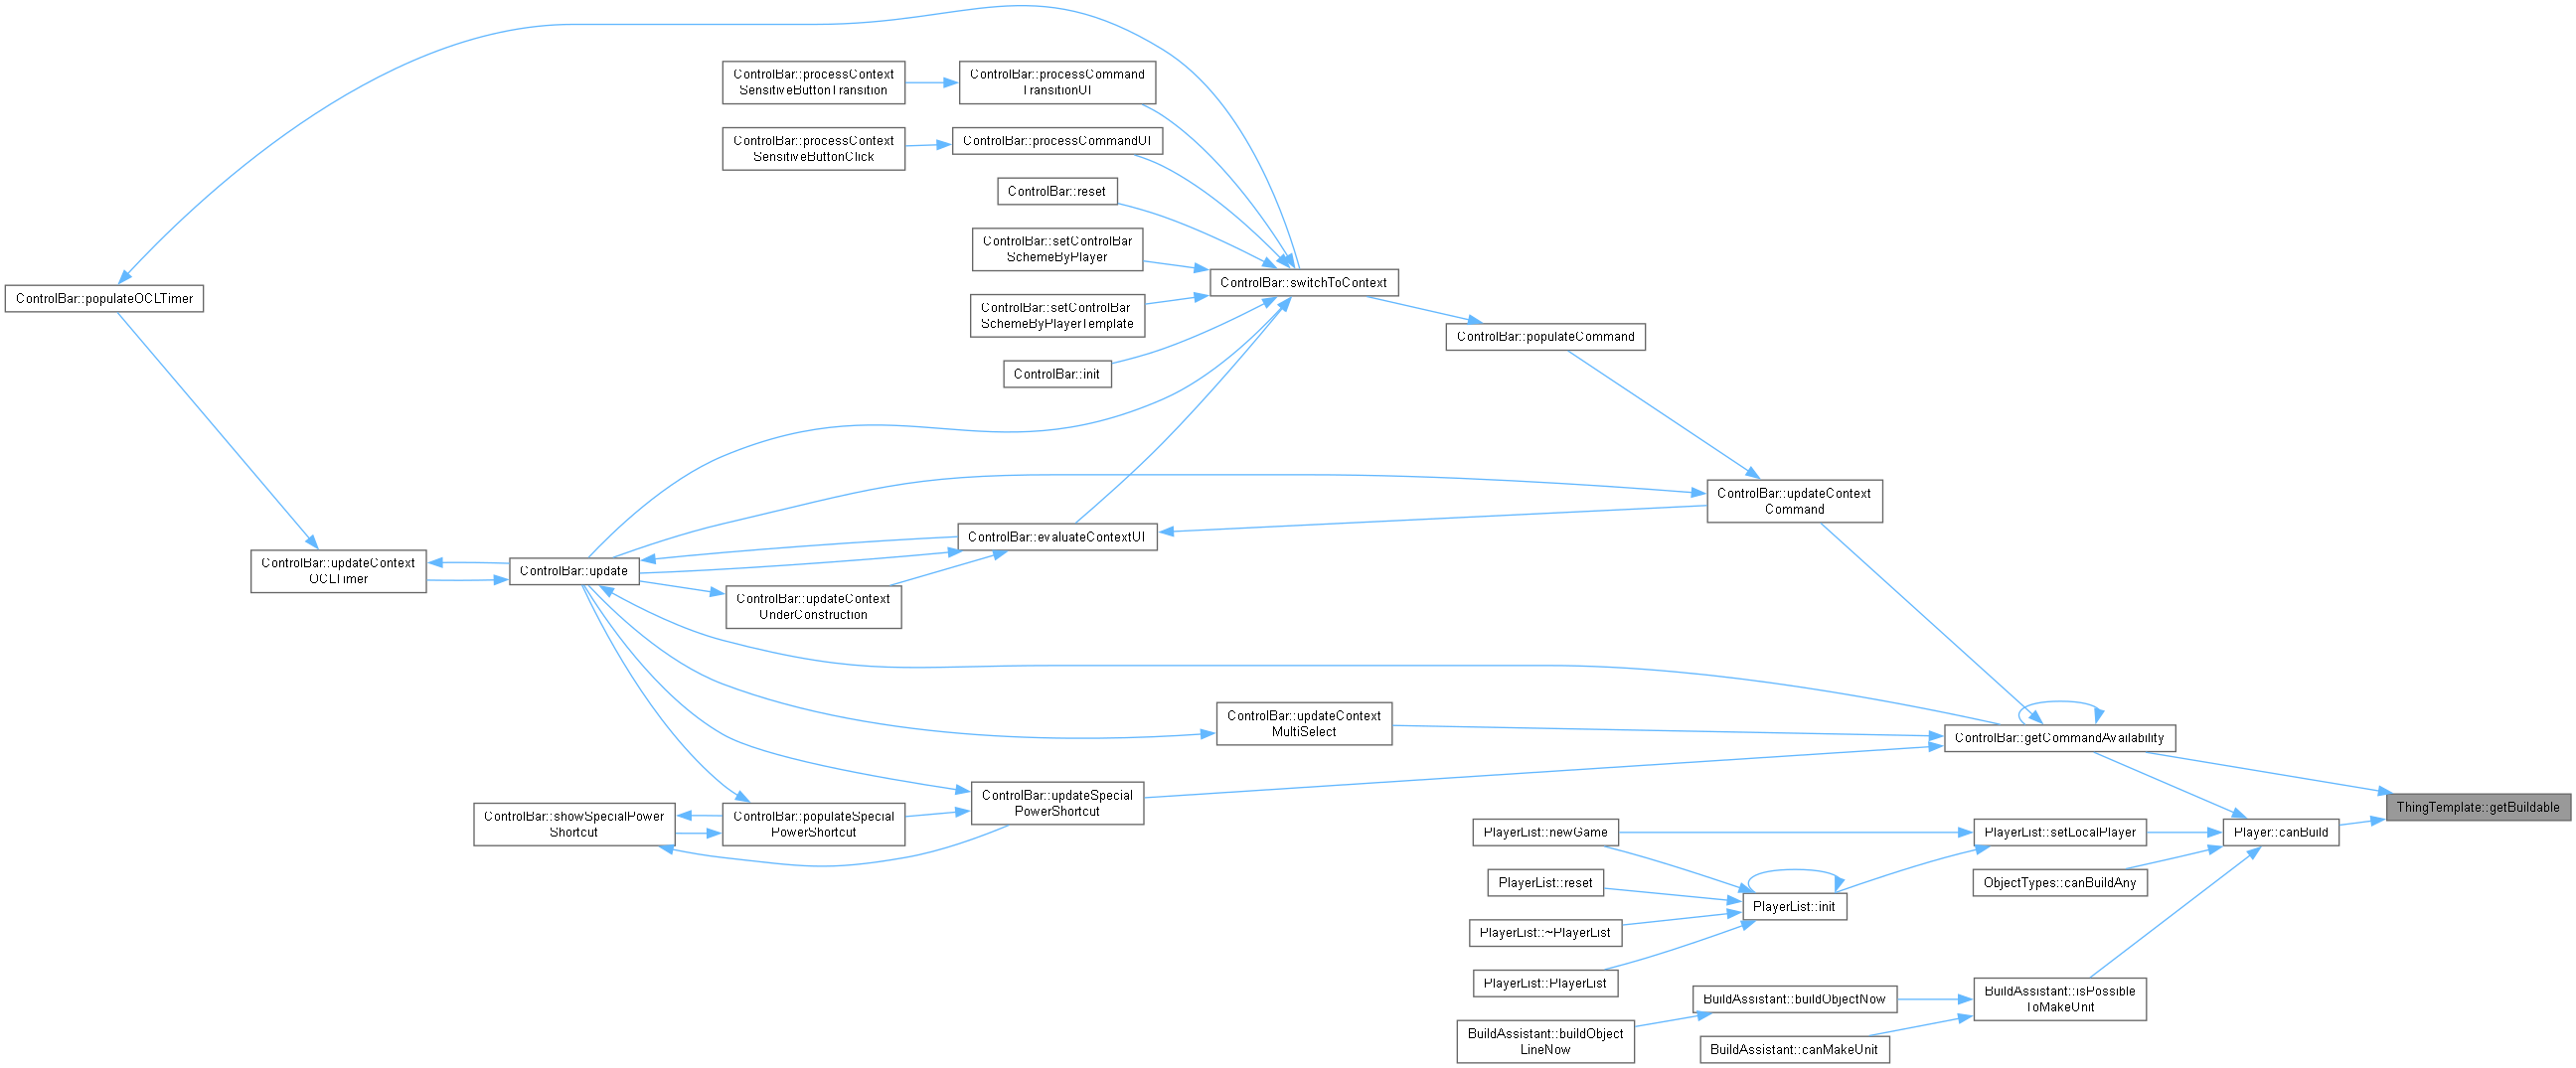 ControlBar::processContext
SensitiveButtonTransition
ControlBar::processCommand
TransitionUI
ControlBar::processContext
SensitiveButtonClick
ControlBar::processCommandUI
ControlBar::reset
ControlBar::setControlBar
SchemeByPlayer
ControlBar::switchToContext
ControlBar::populateOCLTimer
ControlBar::setControlBar
SchemeByPlayerTemplate
ControlBar::populateCommand
ControlBar::init
ControlBar::updateContext
Command
ControlBar::evaluateContextUI
ControlBar::updateContext
OCLTimer
ControlBar::update
ControlBar::updateContext
UnderConstruction
ControlBar::updateContext
MultiSelect
ControlBar::getCommandAvailability
ControlBar::updateSpecial
PowerShortcut
ThingTemplate::getBuildable
ControlBar::showSpecialPower
Shortcut
ControlBar::populateSpecial
PowerShortcut
PlayerList::newGame
PlayerList::setLocalPlayer
Player::canBuild
PlayerList::reset
ObjectTypes::canBuildAny
PlayerList::init
PlayerList::~PlayerList
PlayerList::PlayerList
BuildAssistant::buildObjectNow
BuildAssistant::isPossible
ToMakeUnit
BuildAssistant::buildObject
LineNow
BuildAssistant::canMakeUnit